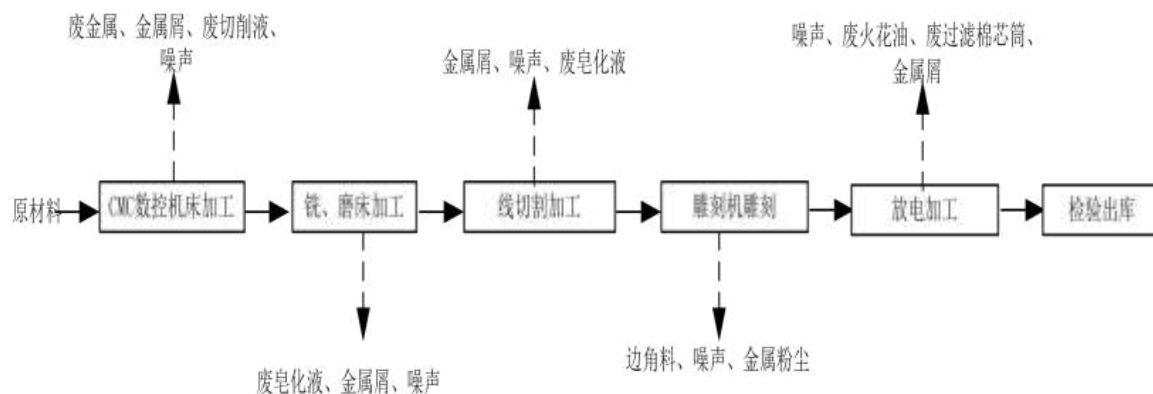 废金属、金属屑、废切削液、
噪声
金属屑、噪声、废皂化液
噪声、废火花油、废过滤棉芯筒、
金属屑
原材料
CMC数控机床加工
铣、磨床加工
线切割加工
雕刻机雕刻
放电加工
检验出库
废皂化液、金属屑、噪声
边角料、噪声、金属粉尘